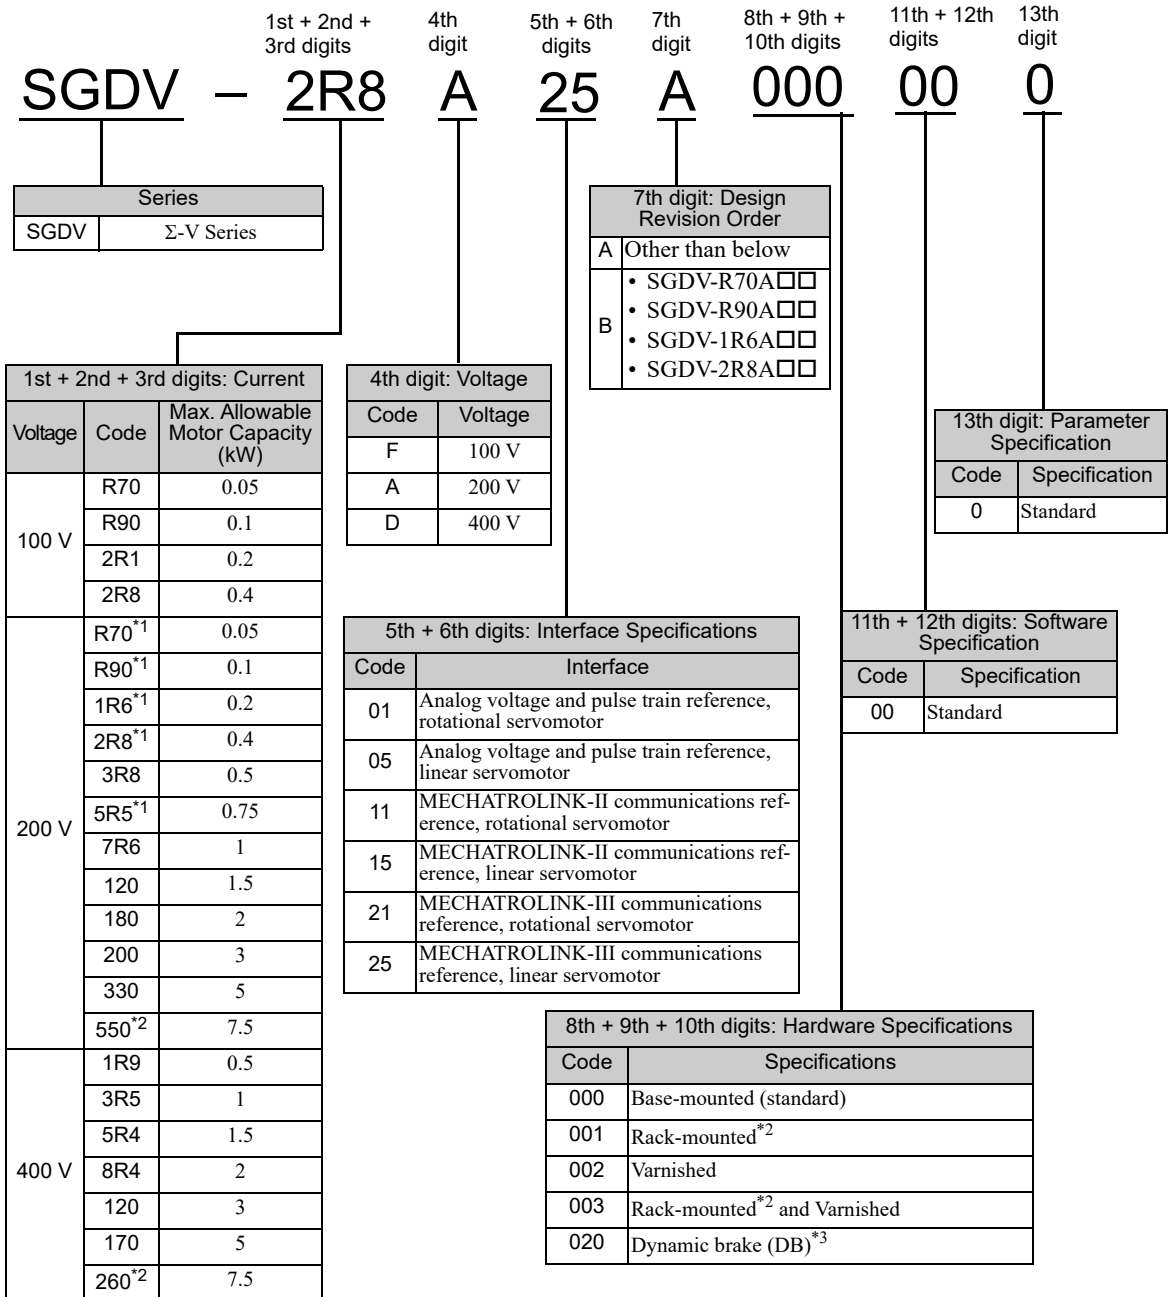 1st + 2nd +
3rd digits
4th
digit
5th + 6th
digits
7th
digit
8th + 9th +
10th digits
11th + 12th
digits
13th
digit
SGDV – 2R8 A 25 A 000 00 0
Series
SGDV Σ-V Series
7th digit: Design
Revision Order
A Other than below
B
• SGDV-R70A□□
• SGDV-R90A□□
• SGDV-1R6A□□
• SGDV-2R8A□□
1st + 2nd + 3rd digits: Current
Voltage Code Max. Allowable
Motor Capacity
(kW)
100 V
R70 0.05
R90 0.1
2R1 0.2
2R8 0.4
200 V
R70*1 0.05
R90*1 0.1
1R6*1 0.2
2R8*1 0.4
3R8 0.5
5R5*1 0.75
7R6 1
120 1.5
180 2
200 3
330 5
550*2 7.5
400 V
1R9 0.5
3R5 1
5R4 1.5
8R4 2
120 3
170 5
260*2 7.5
4th digit: Voltage
Code Voltage
F 100 V
A 200 V
D 400 V
13th digit: Parameter
Specification
Code Specification
0 Standard
5th + 6th digits: Interface Specifications
Code Interface
01 Analog voltage and pulse train reference,
rotational servomotor
05 Analog voltage and pulse train reference,
linear servomotor
11 MECHATROLINK-II communications ref-
erence, rotational servomotor
15 MECHATROLINK-II communications ref-
erence, linear servomotor
21 MECHATROLINK-III communications
reference, rotational servomotor
25 MECHATROLINK-III communications
reference, linear servomotor
11th + 12th digits: Software
Specification
Code Specification
00 Standard
8th + 9th + 10th digits: Hardware Specifications
Code Specifications
000 Base-mounted (standard)
001 Rack-mounted*2
002 Varnished
003 Rack-mounted*2 and Varnished
020 Dynamic brake (DB)*3